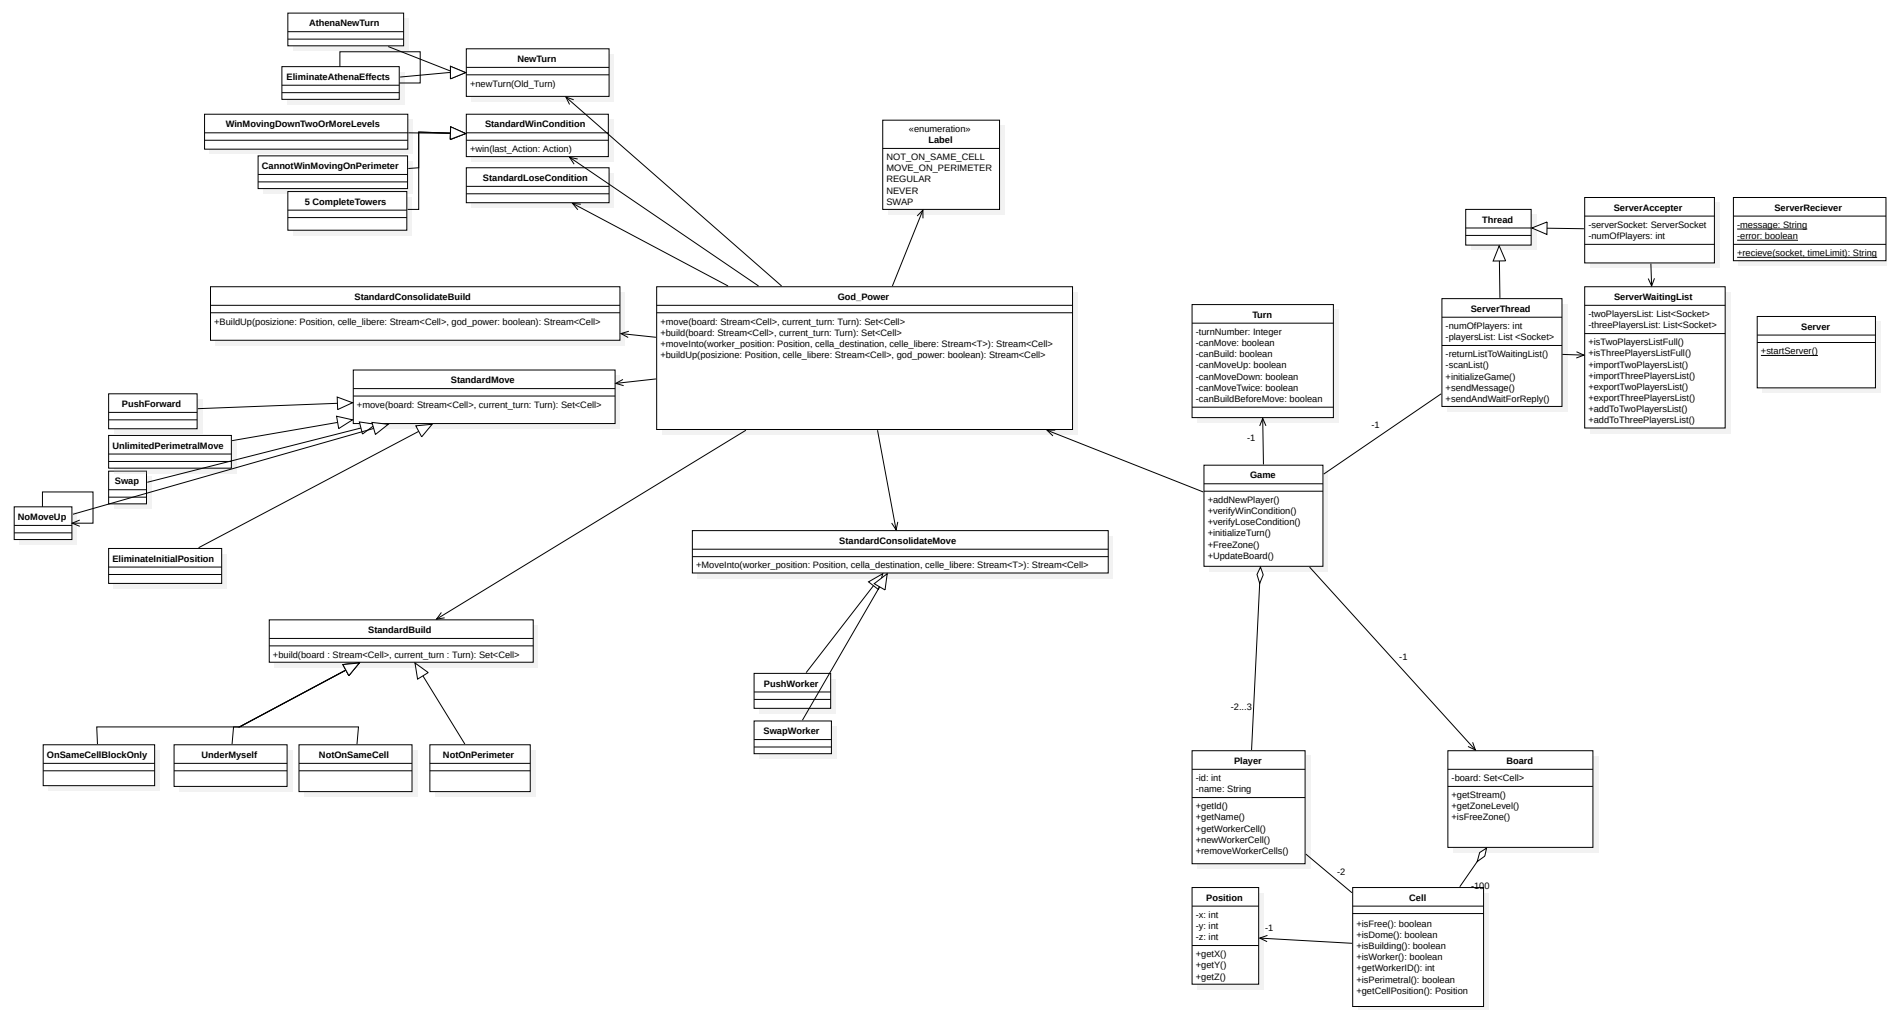 AthenaNewTurn
EliminateAthenaEffects
NewTurn
+newTurn(Old_Turn)
WinMovingDownTwoOrMoreLevels
CannotWinMovingOnPerimeter
5 CompleteTowers
StandardWinCondition
+win(last_Action: Action)
StandardLoseCondition
«enumeration»
Label
NOT_ON_SAME_CELL
MOVE_ON_PERIMETER
REGULAR
NEVER
SWAP
Thread
ServerAccepter
-serverSocket: ServerSocket
-numOfPlayers: int
ServerReciever
-message: String
-error: boolean
+recieve(socket, timeLimit): String
StandardConsolidateBuild
+BuildUp(posizione: Position, celle_libere: Stream<Cell>, god_power: boolean): Stream<Cell>
God_Power
+move(board: Stream<Cell>, current_turn: Turn): Set<Cell>
+build(board: Stream<Cell>, current_turn: Turn): Set<Cell>
+moveInto(worker_position: Position, cella_destination, celle_libere: Stream<T>): Stream<Cell>
+buildUp(posizione: Position, celle_libere: Stream<Cell>, god_power: boolean): Stream<Cell>
Turn
-turnNumber: Integer
-canMove: boolean
-canBuild: boolean
-canMoveUp: boolean
-canMoveDown: boolean
-canMoveTwice: boolean
-canBuildBeforeMove: boolean
ServerThread
-numOfPlayers: int
-playersList: List <Socket>
-returnListToWaitingList()
-scanList()
+initializeGame()
+sendMessage()
+sendAndWaitForReply()
ServerWaitingList
-twoPlayersList: List<Socket>
-threePlayersList: List<Socket>
+isTwoPlayersListFull()
+isThreePlayersListFull()
+importTwoPlayersList()
+importThreePlayersList()
+exportTwoPlayersList()
+exportThreePlayersList()
+addToTwoPlayersList()
+addToThreePlayersList()
Server
+startServer()
StandardMove
+move(board: Stream<Cell>, current_turn: Turn): Set<Cell>
PushForward
UnlimitedPerimetralMove
Swap
NoMoveUp
EliminateInitialPosition
-1
-1
Game
+addNewPlayer()
+verifyWinCondition()
+verifyLoseCondition()
+initializeTurn()
+FreeZone()
+UpdateBoard()
StandardConsolidateMove
+MoveInto(worker_position: Position, cella_destination, celle_libere: Stream<T>): Stream<Cell>
StandardBuild
+build(board : Stream<Cell>, current_turn : Turn): Set<Cell>
-1
PushWorker
SwapWorker
-2...3
OnSameCellBlockOnly
UnderMyself
NotOnSameCell
NotOnPerimeter
Player
-id: int
-name: String
+getId()
+getName()
+getWorkerCell()
+newWorkerCell()
+removeWorkerCells()
Board
-board: Set<Cell>
+getStream()
+getZoneLevel()
+isFreeZone()
-2
-100
Position
-x: int
-y: int
-z: int
+getX()
+getY()
+getZ()
-1
Cell
+isFree(): boolean
+isDome(): boolean
+isBuilding(): boolean
+isWorker(): boolean
+getWorkerID(): int
+isPerimetral(): boolean
+getCellPosition(): Position